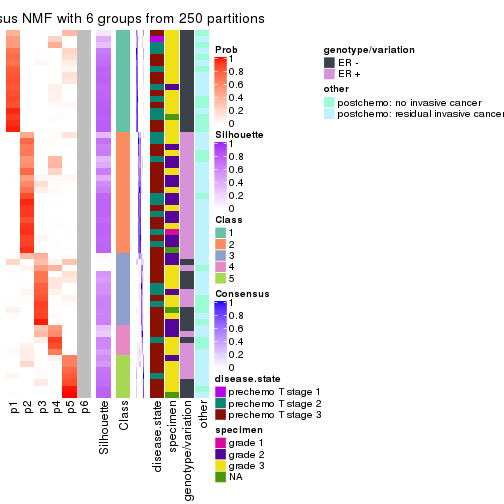 sus NMF with 6 groups from 250 partitions
Prob
1
0.8
0.6
0.4
0.2
0
Silhouette
1
0.8
0.6
0.4
0.2
0
Class
1
2
3
4
5
Consensus
1
0.8
0.6
0.4
0.2
0
disease.state
prechemo T stage 1
prechemo T stage 2
prechemo T stage 3
specimen
grade 1
grade 2
grade 3
NA
genotype/variation
ER -
ER +
other
postchemo: no invasive cancer
postchemo: residual invasive cancer
p1
p2
p3
p4
p5
p6
Silhouette
Class
disease.state
specimen
genotype/variation
other